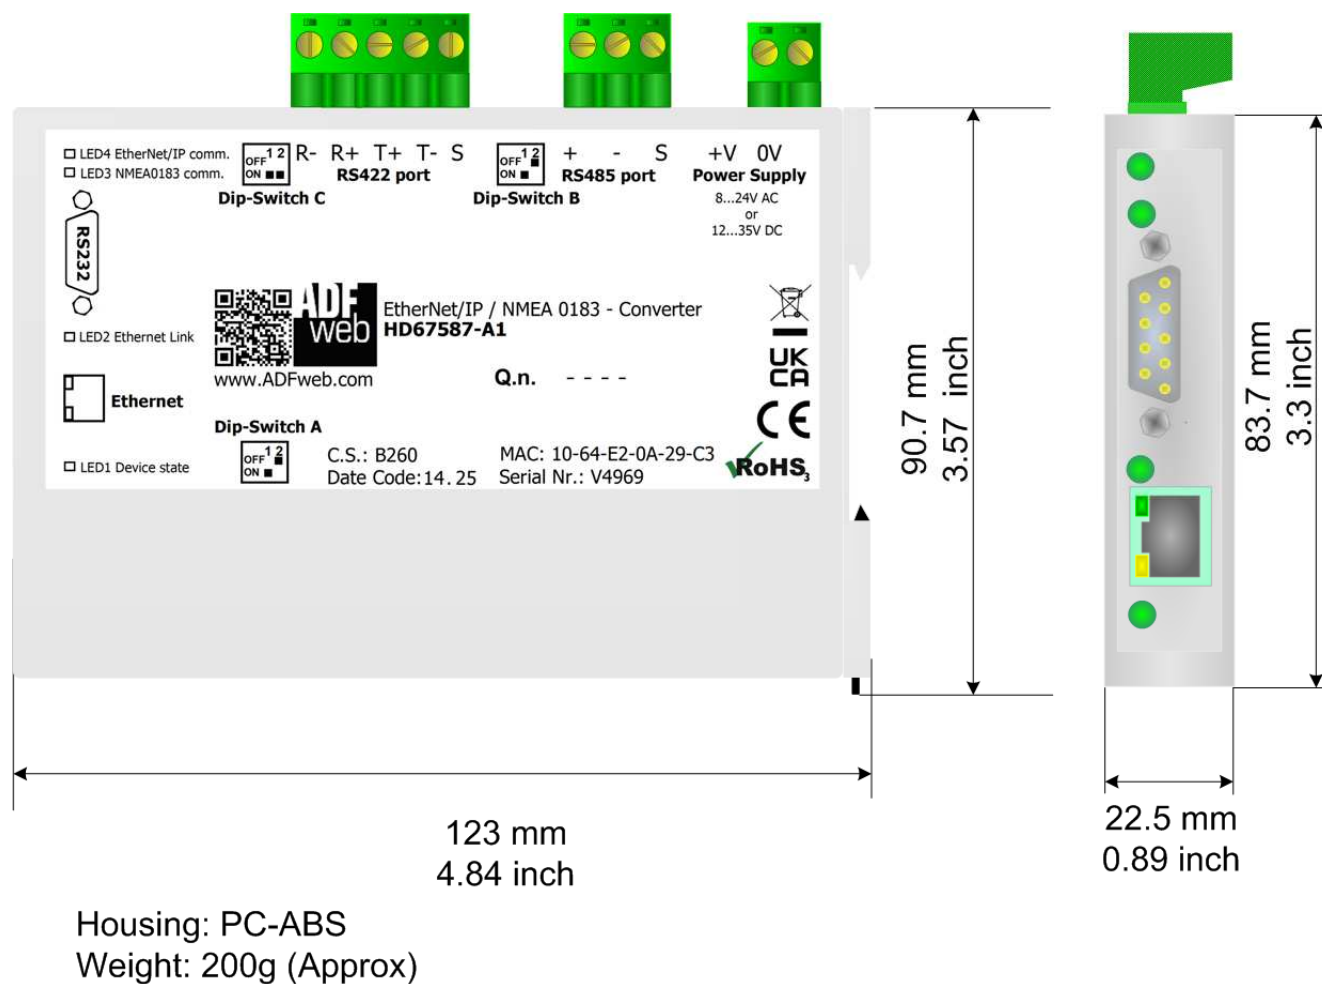 LED4 EtherNet/IP comm.
LED3 NMEA0183 comm.
OFF 1 2
ON
Dip-Switch C
R- R+ T+ T- S
RS422 port
OFF 1 2
ON
Dip-Switch B
+ - S
RS485 port
+V 0V
Power Supply
8...24V AC
or
12...35V DC
RS232
ADF
web
www.ADFweb.com
EtherNet/IP / NMEA 0183 - Converter
HD67587-A1
LED2 Ethernet Link
Q.n. - - - -
UK
CA
CE
Ethernet
Dip-Switch A
OFF 1 2
ON
LED1 Device state
C.S.: B260
Date Code:14.25
MAC: 10-64-E2-0A-29-C3
Serial Nr.: V4969
RoHS3
90.7 mm
3.57 inch
83.7 mm
3.3 inch
123 mm
4.84 inch
22.5 mm
0.89 inch
Housing: PC-ABS
Weight: 200g (Approx)